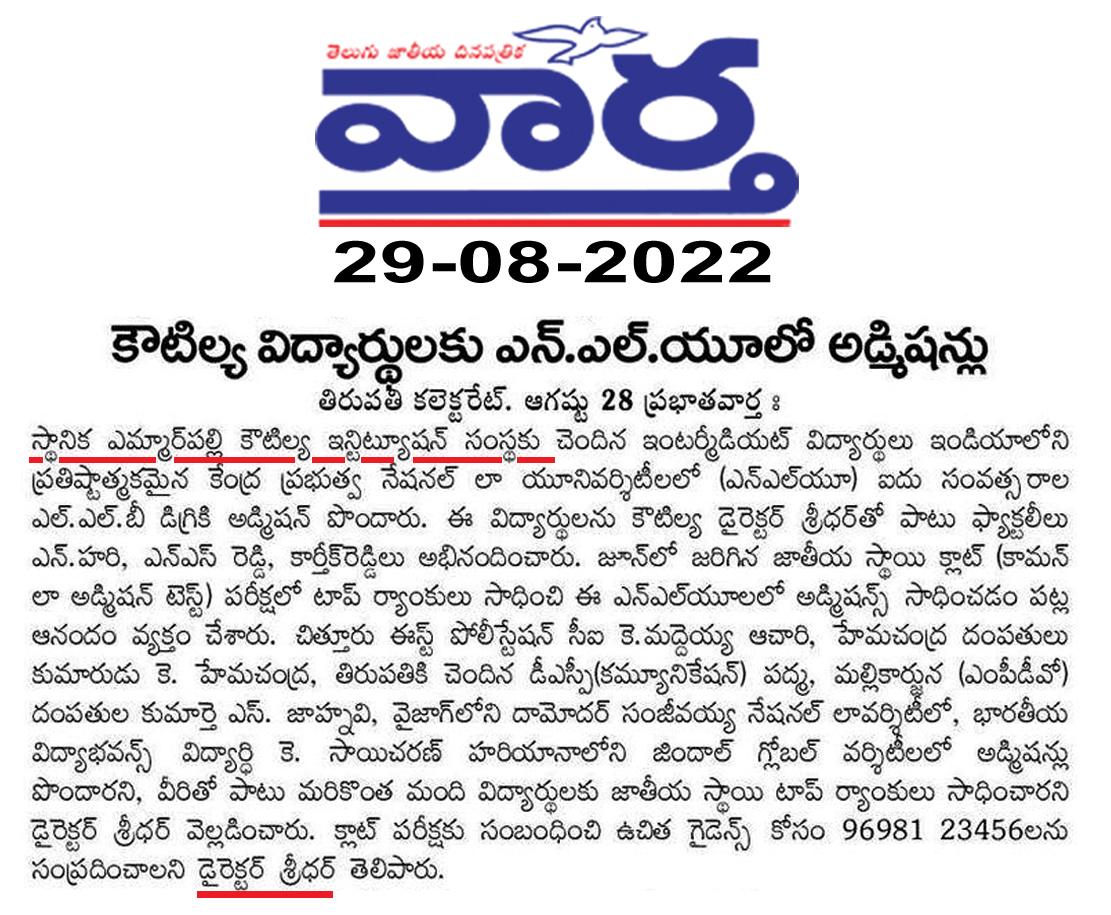 తెలుగు జాతీయ దినపత్రిక
వార్త
29-08-2022
కౌటిల్య విద్యార్థులకు ఎన్.ఎల్.యూలో అడ్మిషన్లు
తిరుపతి కలెక్టరేట్. ఆగష్టు 28 ప్రభాతవార్త :
స్థానిక ఎమ్మార్‌పల్లి కౌటిల్య ఇన్టిట్యూషన్ సంస్థకు చెందిన ఇంటర్మీడియట్ విద్యార్థులు ఇండియాలోని
ప్రతిష్టాత్మకమైన కేంద్ర ప్రభుత్వ నేషనల్ లా యూనివర్శిటీలలో (ఎన్ఎల్‌యూ) ఐదు సంవత్సరాల
ఎల్.ఎల్.బీ డిగ్రికి అడ్మిషన్ పొందారు. ఈ విద్యార్థులను కౌటిల్య డైరెక్టర్ శ్రీధర్‌తో పాటు ఫ్యాక్టలీలు
ఎన్.హరి, ఎన్ఎస్ రెడ్డి, కార్తీక్‌రెడ్డిలు అభినందించారు. జూన్‌లో జరిగిన జాతీయ స్థాయి క్లాట్ (కామన్
లా అడ్మిషన్ టెస్ట్) పరీక్షలో టాప్ ర్యాంకులు సాధించి ఈ ఎన్ఎల్‌యూలలో అడ్మిషన్స్ సాధించడం పట్ల
ఆనందం వ్యక్తం చేశారు. చిత్తూరు ఈస్ట్ పోలీస్టేషన్ సీఐ కె.మద్దెయ్య ఆచారి, హేమచంద్ర దంపతులు
కుమారుడు కె. హేమచంద్ర, తిరుపతికి చెందిన డీఎస్పీ(కమ్యూనికేషన్) పద్మ, మల్లికార్జున (ఎంపీడీవో)
దంపతుల కుమార్తె ఎస్. జాహ్నవి, వైజాగ్‌లోని దామోదర్ సంజీవయ్య నేషనల్ లావర్శిటీలో, భారతీయ
విద్యాభవన్స్ విద్యార్థి కె. సాయిచరణ్ హరియానాలోని జిందాల్ గ్లోబల్ వర్శిటీలలో అడ్మిషన్లు
పొందారని, వీరితో పాటు మరికొంత మంది విద్యార్థులకు జాతీయ స్థాయి టాప్ ర్యాంకులు సాధించారని
డైరెక్టర్ శ్రీధర్ వెల్లడించారు. క్లాట్ పరీక్షకు సంబంధించి ఉచిత గైడెన్స్ కోసం 96981 23456లను
సంప్రదించాలని డైరెక్టర్ శ్రీధర్ తెలిపారు.